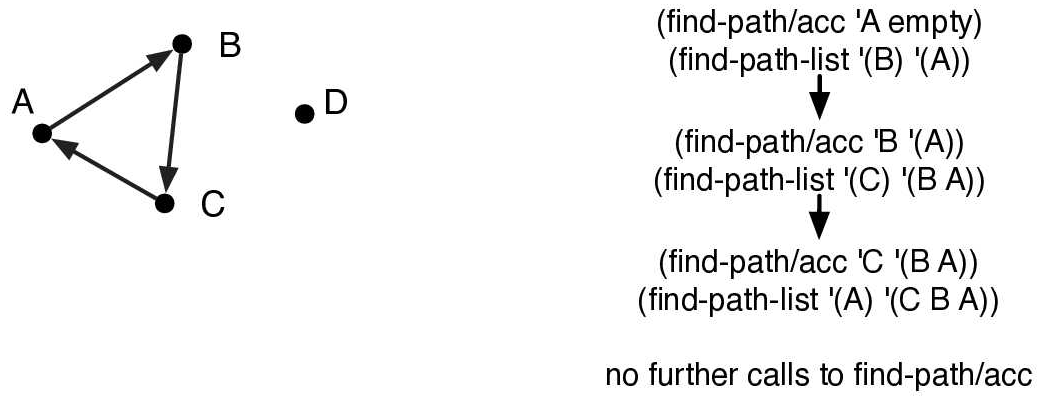 A
B
C
D
(find-path/acc 'A empty)
(find-path-list '(B) '(A))
(find-path/acc 'B '(A))
(find-path-list '(C) '(B A))
(find-path/acc 'C '(B A))
(find-path-list '(A) '(C B A))
no further calls to find-path/acc